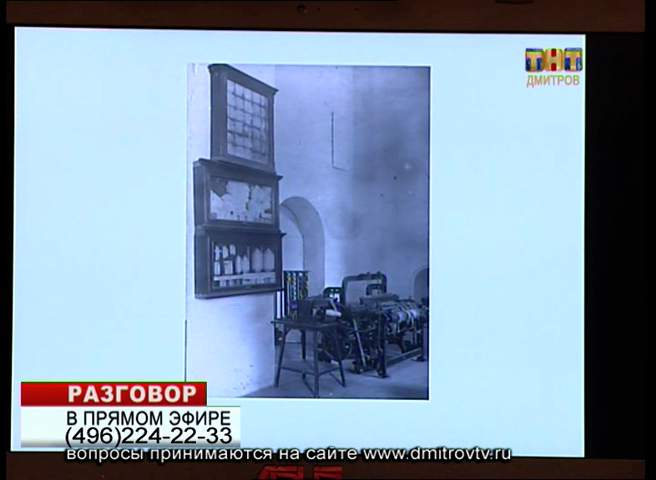 ТНТ
ДМИТРОВ
РАЗГОВОР
В ПРЯМОМ ЭФИРЕ
(496)224-22-33
вопросы принимаются на сайте www.dmitrovtv.ru